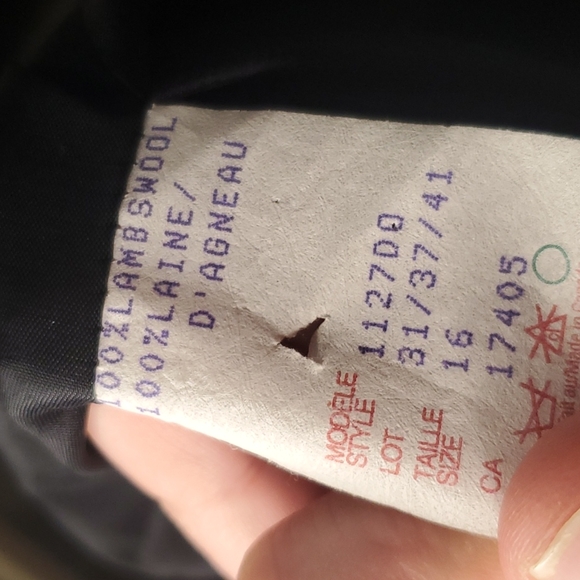 100%LAMBSWOOL
100%LAINE/
D'AGNEAU
MODÈLE
STYLE 112700
LOT 31/37/41
TAILLE
SIZE 16
CA 17405